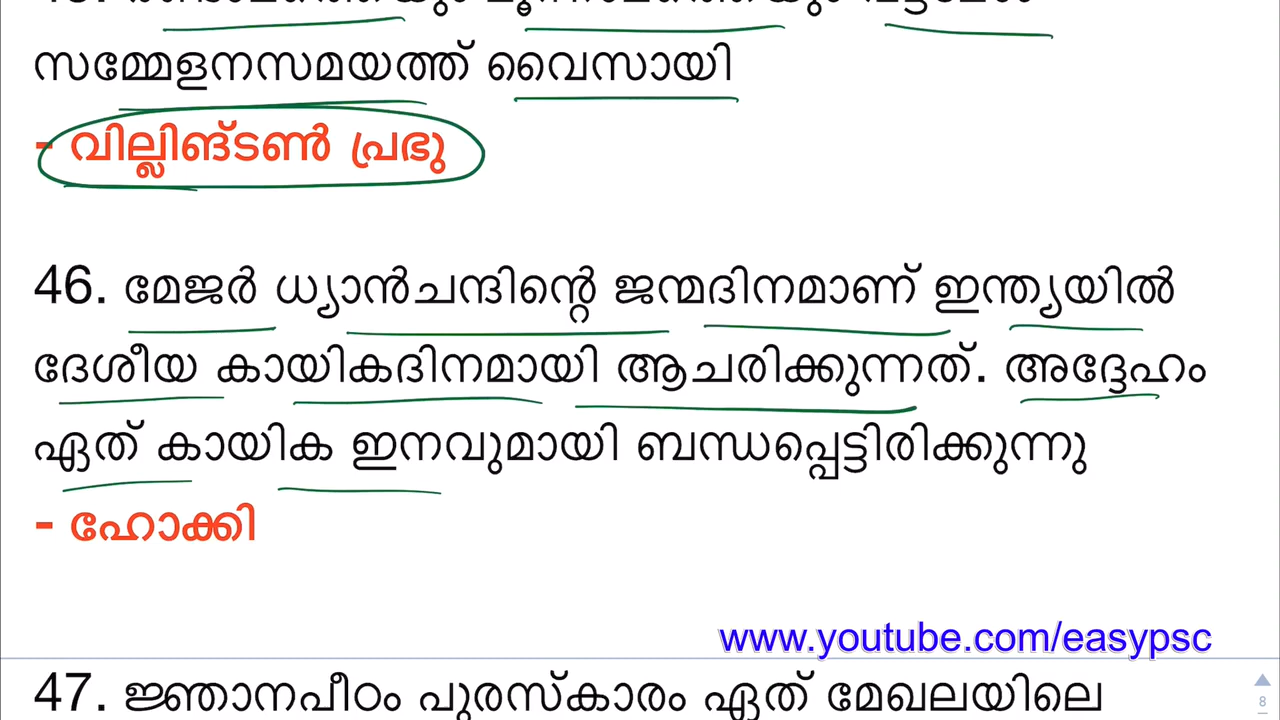 സമ്മേളനസമയത്ത് വൈസായി
- വില്ലിങ്ടൺ പ്രഭു
46. മേജർ ധ്യാൻചന്ദിന്റെ ജന്മദിനമാണ് ഇന്ത്യയിൽ
ദേശീയ കായികദിനമായി ആചരിക്കുന്നത്. അദ്ദേഹം
ഏത് കായിക ഇനവുമായി ബന്ധപ്പെട്ടിരിക്കുന്നു
- ഹോക്കി
www.youtube.com/easypsc
47. ജ്ഞാനപീഠം പുരസ്കാരം ഏത് മേഖലയിലെ
8